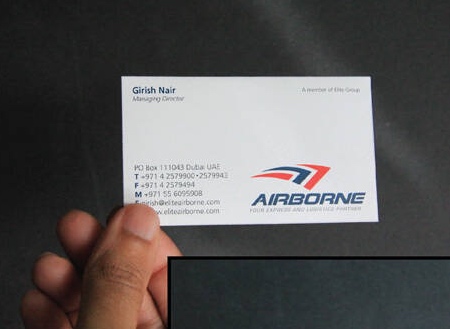 Girish Nair
Managing Director
A member of Elite Group
PO Box 111043 Dubai UAE
T +971 4 2579900 • 2579943
F +971 4 2579494
M +971 55 6095908
E girish@eliteairborne.com
.eliteairborne.com
AIRBORNE
YOUR EXPRESS AND LOGISTICS PARTNER